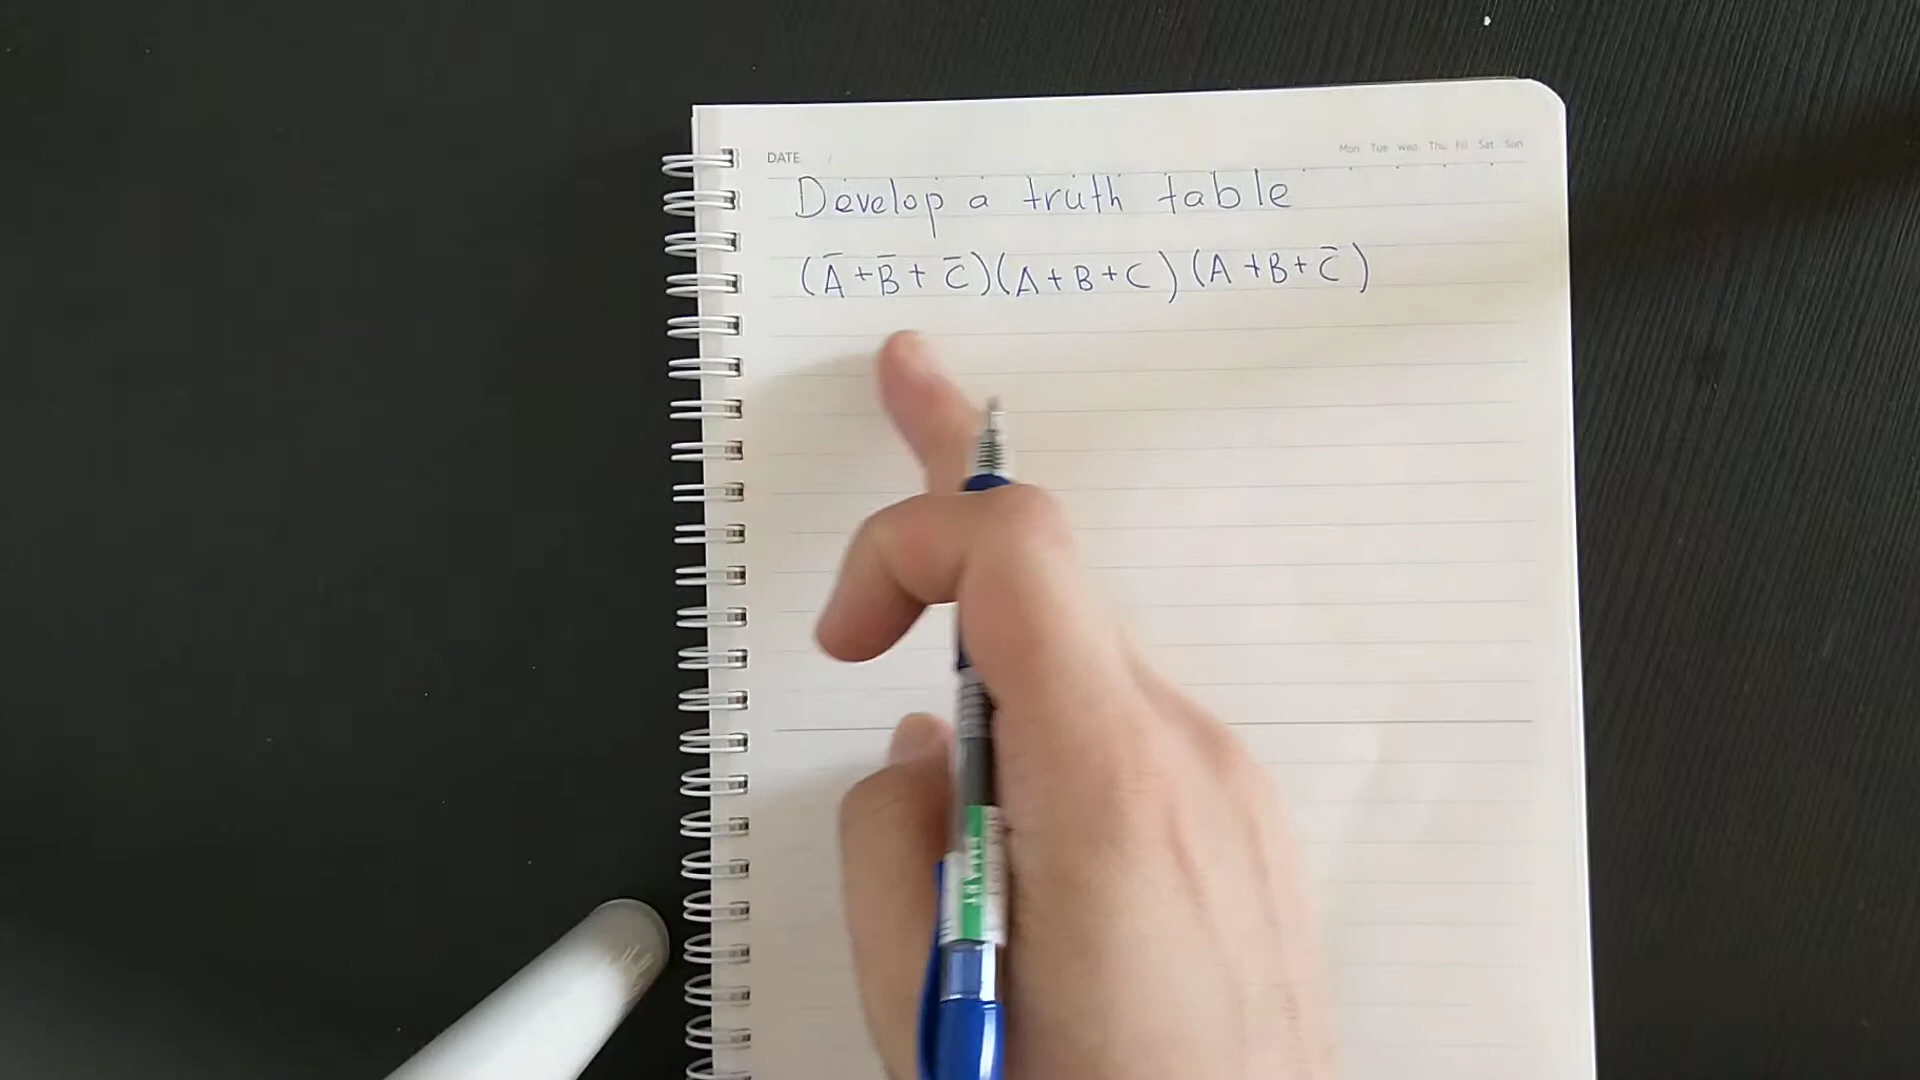 DATE
Mon Tue Wed Thu Fri Sat Sun
Develop a truth table
(A̅+B̅+C̅)(A+B+C)(A+B+C̅)